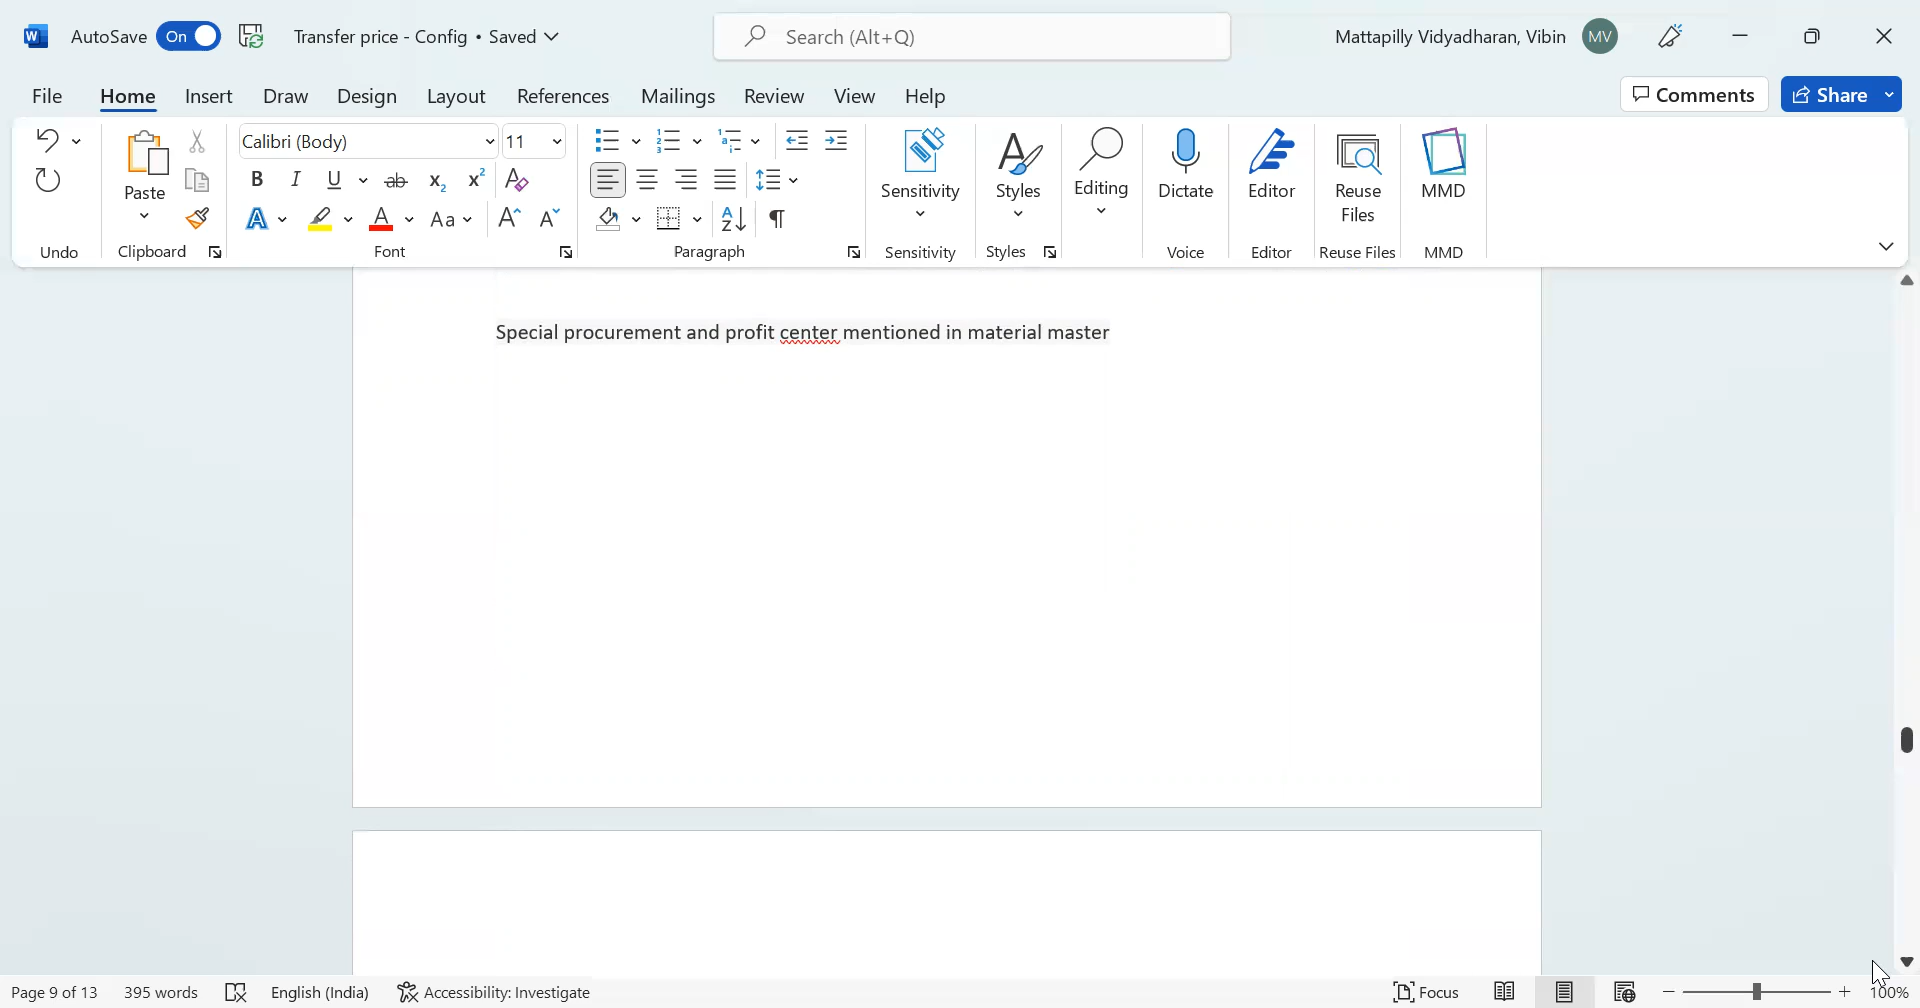 AutoSave On Transfer price - Config • Saved Search (Alt+Q) Mattapilly Vidyadharan, Vibin MV
File Home Insert Draw Design Layout References Mailings Review View Help Comments Share
Calibri (Body) 11
Paste Sensitivity Styles Editing Dictate Editor Reuse Files MMD
Undo Clipboard Font Paragraph Sensitivity Styles Voice Editor Reuse Files MMD
Special procurement and profit center mentioned in material master
Page 9 of 13 395 words English (India) Accessibility: Investigate Focus 100%